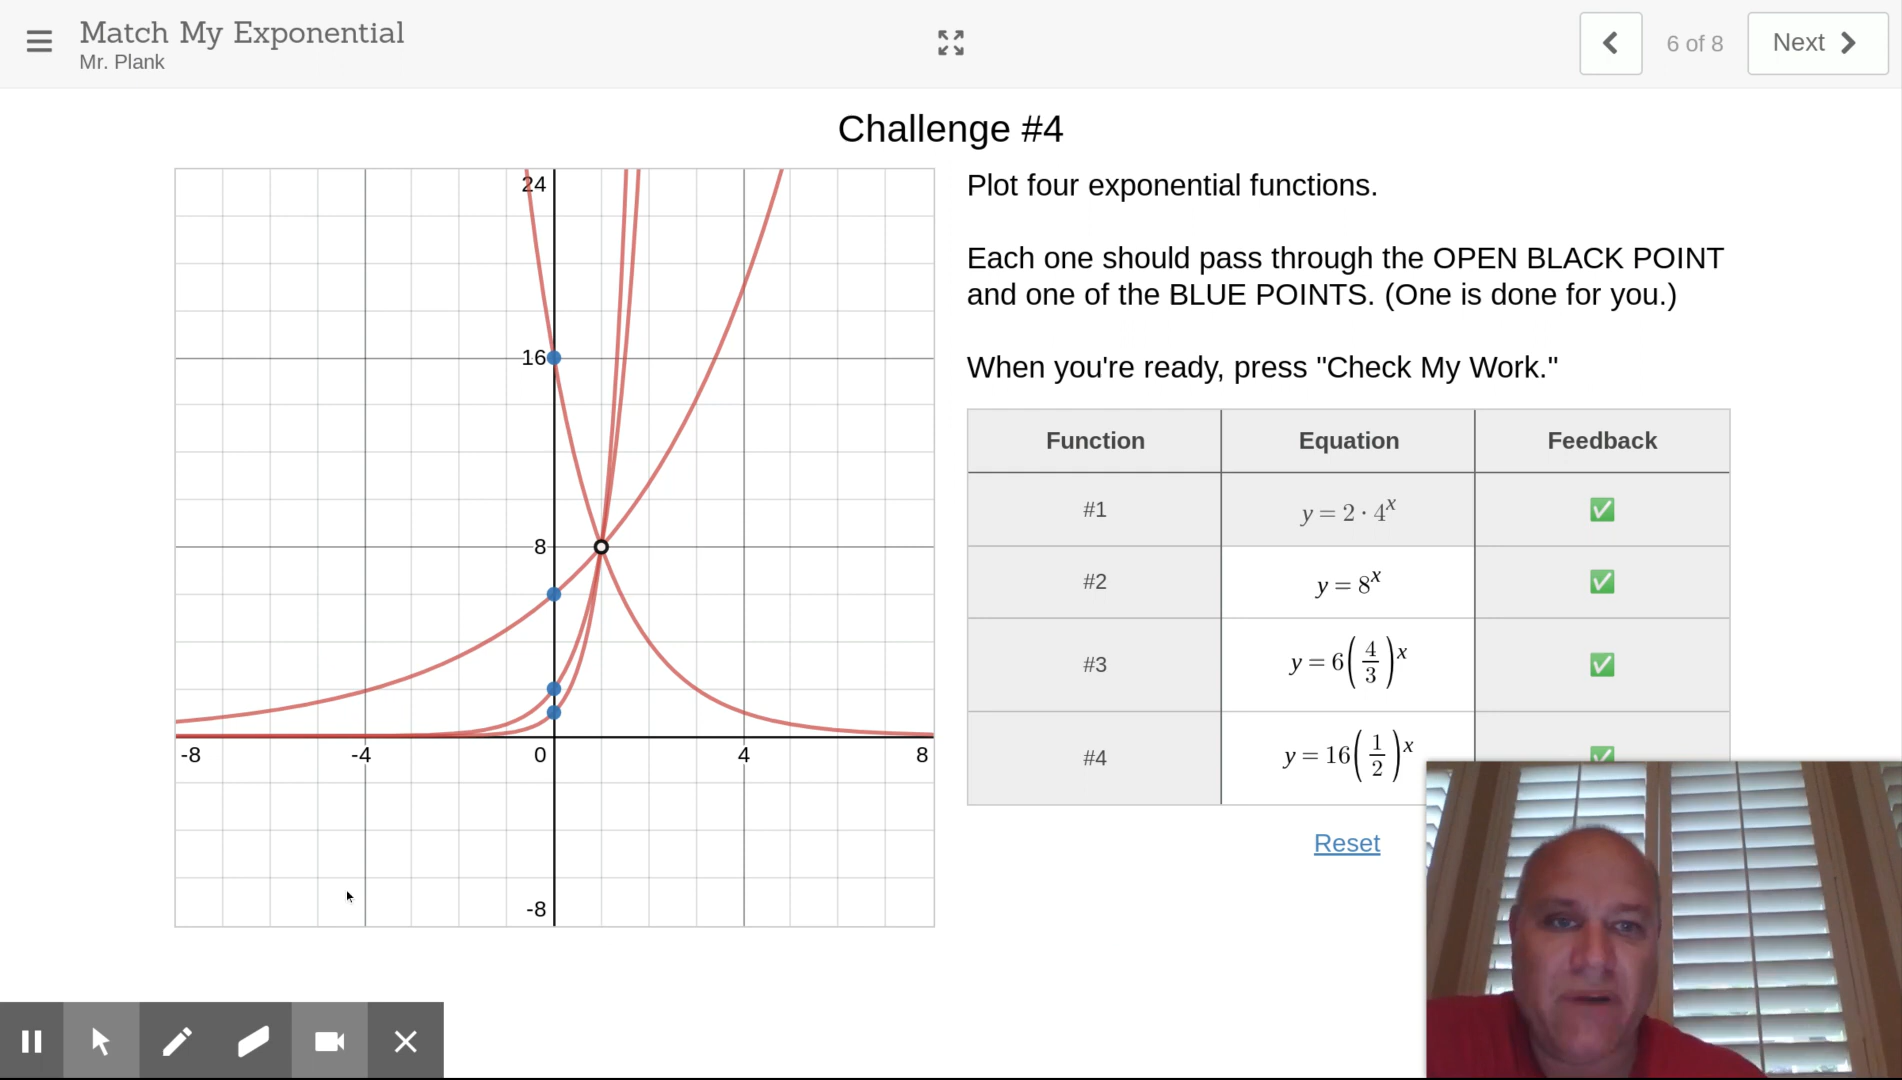 Match My Exponential
Mr. Plank
6 of 8
Next
Challenge #4
24
16
8
-8
-4
0
4
8
-8
Plot four exponential functions.
Each one should pass through the OPEN BLACK POINT
and one of the BLUE POINTS. (One is done for you.)
When you're ready, press "Check My Work."
Function Equation Feedback
#1 y = 2 · 4^x ✅
#2 y = 8^x ✅
#3 y = 6(4/3)^x ✅
#4 y = 16(1/2)^x ✅
Reset